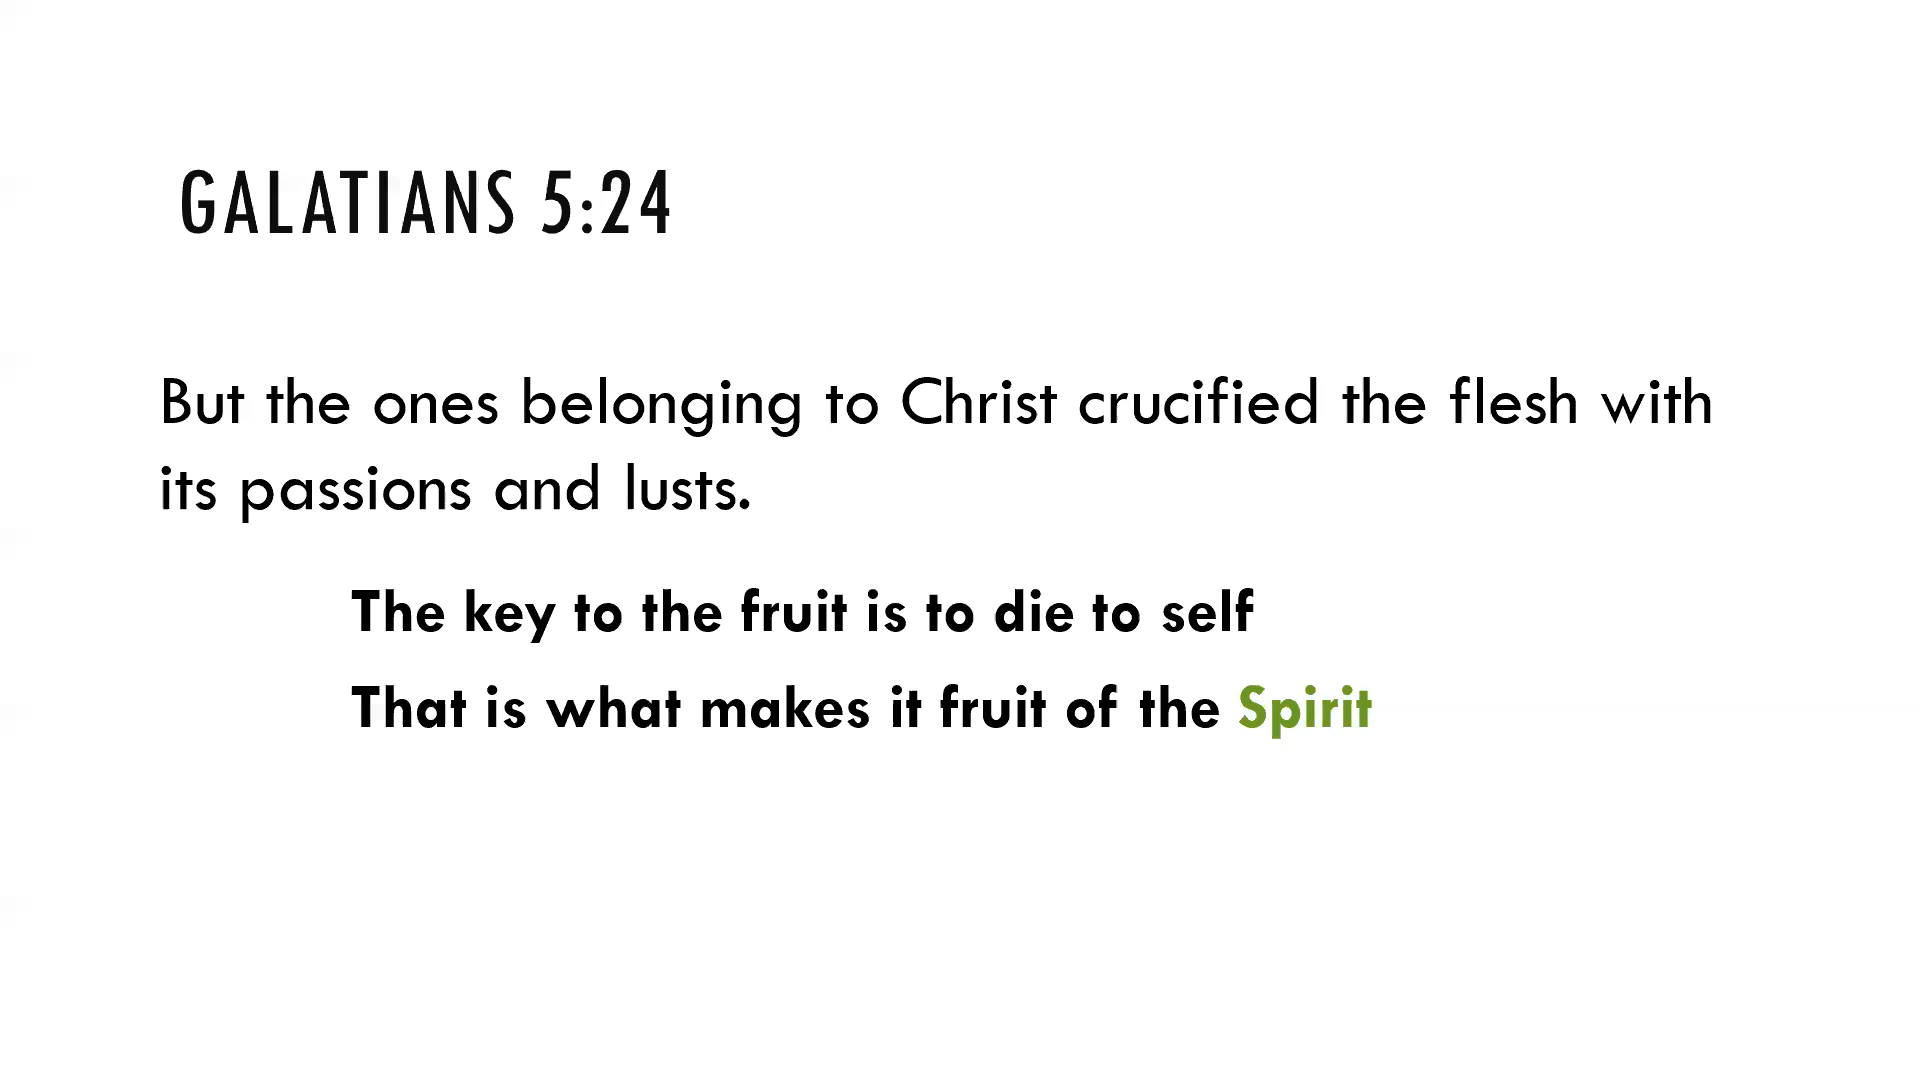 GALATIANS 5:24
But the ones belonging to Christ crucified the flesh with
its passions and lusts.
The key to the fruit is to die to self
That is what makes it fruit of the Spirit